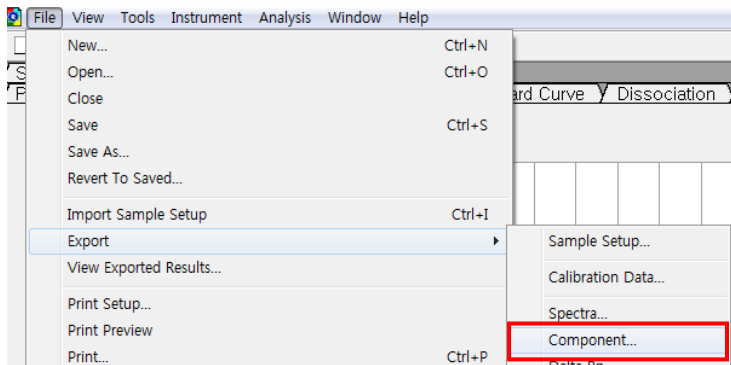 File View Tools Instrument Analysis Window Help
New... Ctrl+N
Open... Ctrl+O
Close
Save Ctrl+S
Save As...
Revert To Saved...
Import Sample Setup Ctrl+I
Export
View Exported Results...
Print Setup...
Print Preview
Print... Ctrl+P
Curve Dissociation
Sample Setup...
Calibration Data...
Spectra...
Component...